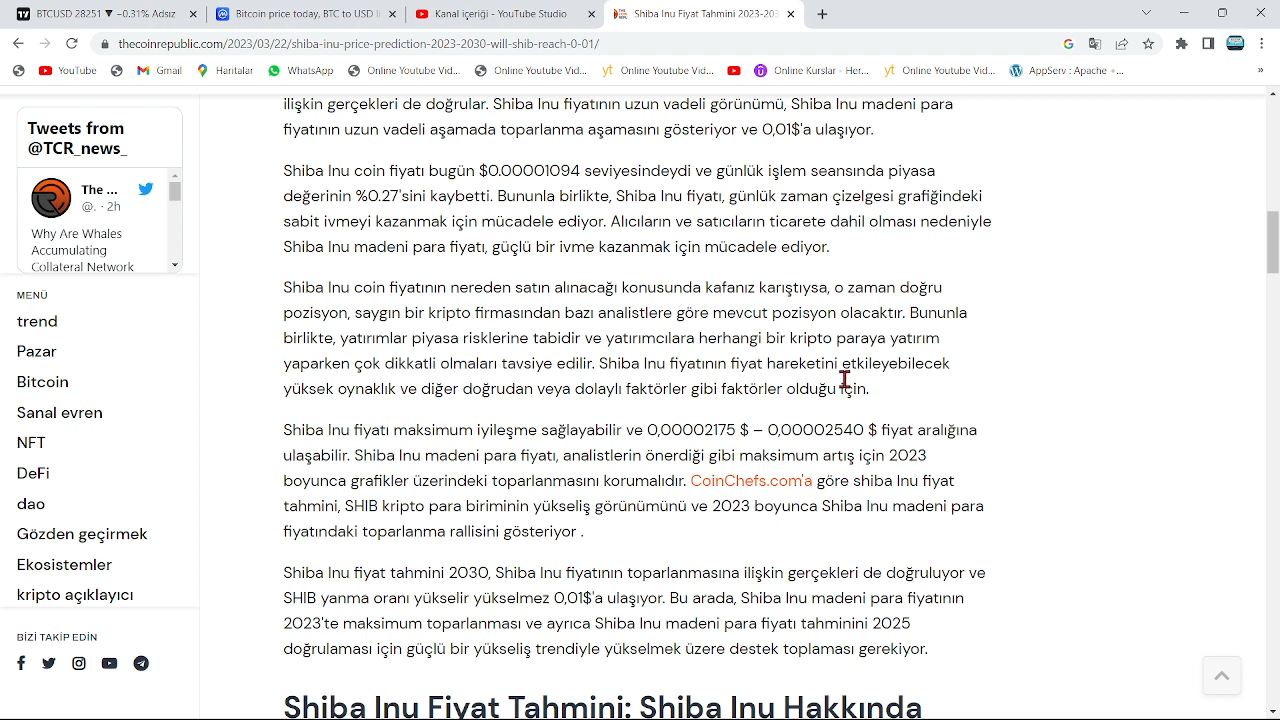 BTCUSD 28251 ▼ −0.31% Adsız
Bitcoin price today, BTC to USD li
Kanal içeriği - YouTube Studio
Shiba Inu Fiyat Tahmini 2023-203
thecoinrepublic.com/2023/03/22/shiba-inu-price-prediction-2023-2030-will-shib-reach-0-01/
YouTube
Gmail
Haritalar
WhatsApp
Online Youtube Vid...
Online Youtube Vid...
Online Youtube Vid...
Online Kurslar - Her...
Online Youtube Vid...
AppServ : Apache +...
»
Tweets from
@TCR_news_
The ...
@. · 2h
Why Are Whales
Accumulating
Collateral Network
MENÜ
trend
Pazar
Bitcoin
Sanal evren
NFT
DeFi
dao
Gözden geçirmek
Ekosistemler
kripto açıklayıcı
BİZİ TAKİP EDİN
ilişkin gerçekleri de doğrular. Shiba Inu fiyatının uzun vadeli görünümü, Shiba Inu madeni para
fiyatının uzun vadeli aşamada toparlanma aşamasını gösteriyor ve 0,01$'a ulaşıyor.
Shiba Inu coin fiyatı bugün $0.00001094 seviyesindeydi ve günlük işlem seansında piyasa
değerinin %0.27'sini kaybetti. Bununla birlikte, Shiba Inu fiyatı, günlük zaman çizelgesi grafiğindeki
sabit ivmeyi kazanmak için mücadele ediyor. Alıcıların ve satıcıların ticarete dahil olması nedeniyle
Shiba Inu madeni para fiyatı, güçlü bir ivme kazanmak için mücadele ediyor.
Shiba Inu coin fiyatının nereden satın alınacağı konusunda kafanız karıştıysa, o zaman doğru
pozisyon, saygın bir kripto firmasından bazı analistlere göre mevcut pozisyon olacaktır. Bununla
birlikte, yatırımlar piyasa risklerine tabidir ve yatırımcılara herhangi bir kripto paraya yatırım
yaparken çok dikkatli olmaları tavsiye edilir. Shiba Inu fiyatının fiyat hareketini etkileyebilecek
yüksek oynaklık ve diğer doğrudan veya dolaylı faktörler gibi faktörler olduğu için.
Shiba Inu fiyatı maksimum iyileşme sağlayabilir ve 0,00002175 $ – 0,00002540 $ fiyat aralığına
ulaşabilir. Shiba Inu madeni para fiyatı, analistlerin önerdiği gibi maksimum artış için 2023
boyunca grafikler üzerindeki toparlanmasını korumalıdır. CoinChefs.com'a göre shiba Inu fiyat
tahmini, SHIB kripto para biriminin yükseliş görünümünü ve 2023 boyunca Shiba Inu madeni para
fiyatındaki toparlanma rallisini gösteriyor .
Shiba Inu fiyat tahmini 2030, Shiba Inu fiyatının toparlanmasına ilişkin gerçekleri de doğruluyor ve
SHIB yanma oranı yükselir yükselmez 0,01$'a ulaşıyor. Bu arada, Shiba Inu madeni para fiyatının
2023'te maksimum toparlanması ve ayrıca Shiba Inu madeni para fiyatı tahminini 2025
doğrulaması için güçlü bir yükseliş trendiyle yükselmek üzere destek toplaması gerekiyor.
Shiba Inu Fiyat Tahmini: Shiba Inu Hakkında